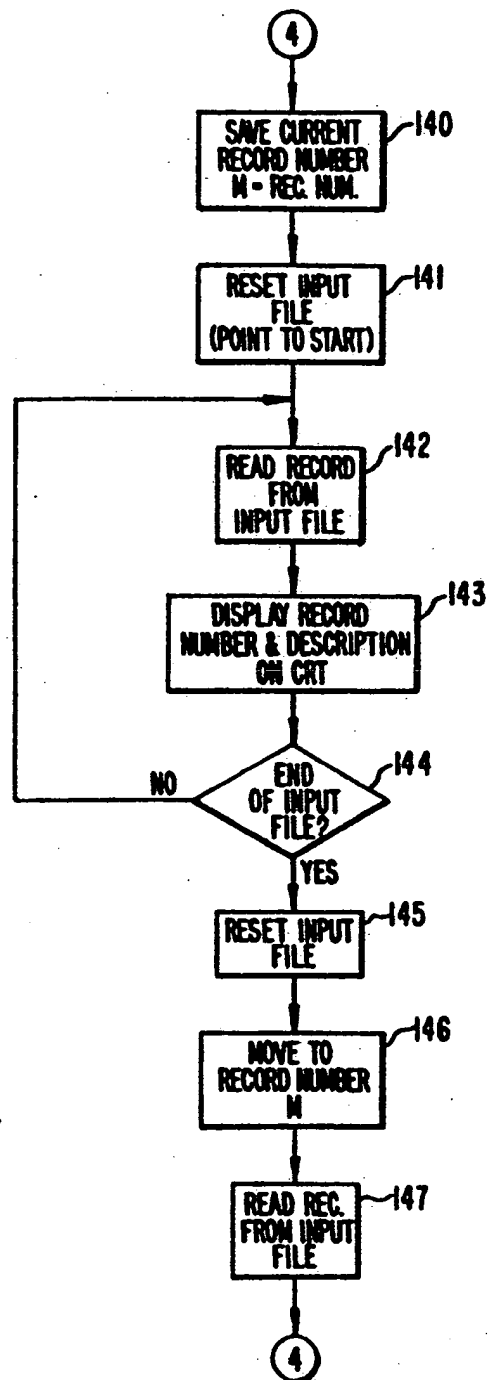 4
SAVE CURRENT
RECORD NUMBER
M = REC. NUM.
140
RESET INPUT
FILE
(POINT TO START)
141
READ RECORD
FROM
INPUT FILE
142
DISPLAY RECORD
NUMBER & DESCRIPTION
ON CRT
143
END
OF INPUT
FILE?
144
NO
YES
RESET INPUT
FILE
145
MOVE TO
RECORD NUMBER
M
146
READ REC.
FROM INPUT
FILE
147
4